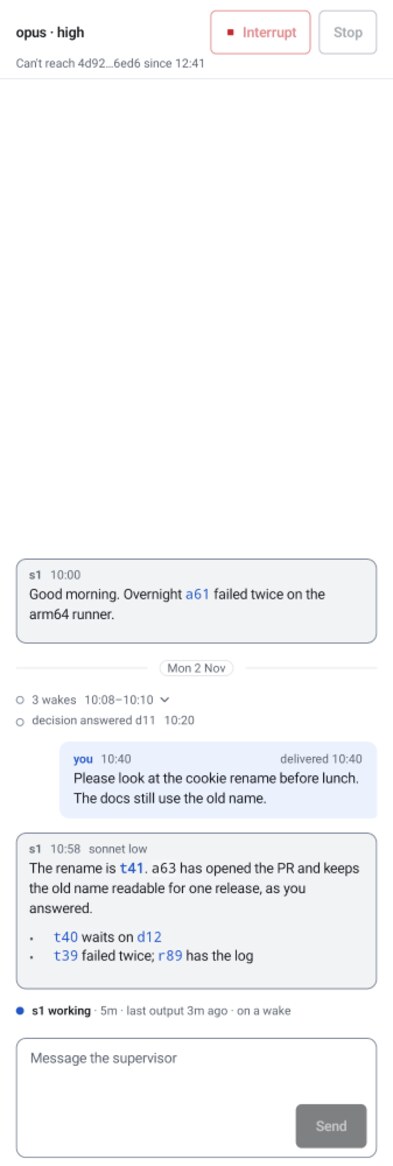 opus · high
Interrupt
Stop
Can't reach 4d92…6ed6 since 12:41
s1 10:00
Good morning. Overnight a61 failed twice on the
arm64 runner.
Mon 2 Nov
3 wakes 10:08–10:10
decision answered d11 10:20
you 10:40 delivered 10:40
Please look at the cookie rename before lunch.
The docs still use the old name.
s1 10:58 sonnet low
The rename is t41. a63 has opened the PR and keeps
the old name readable for one release, as you
answered.
• t40 waits on d12
• t39 failed twice; r89 has the log
s1 working · 5m · last output 3m ago · on a wake
Message the supervisor
Send